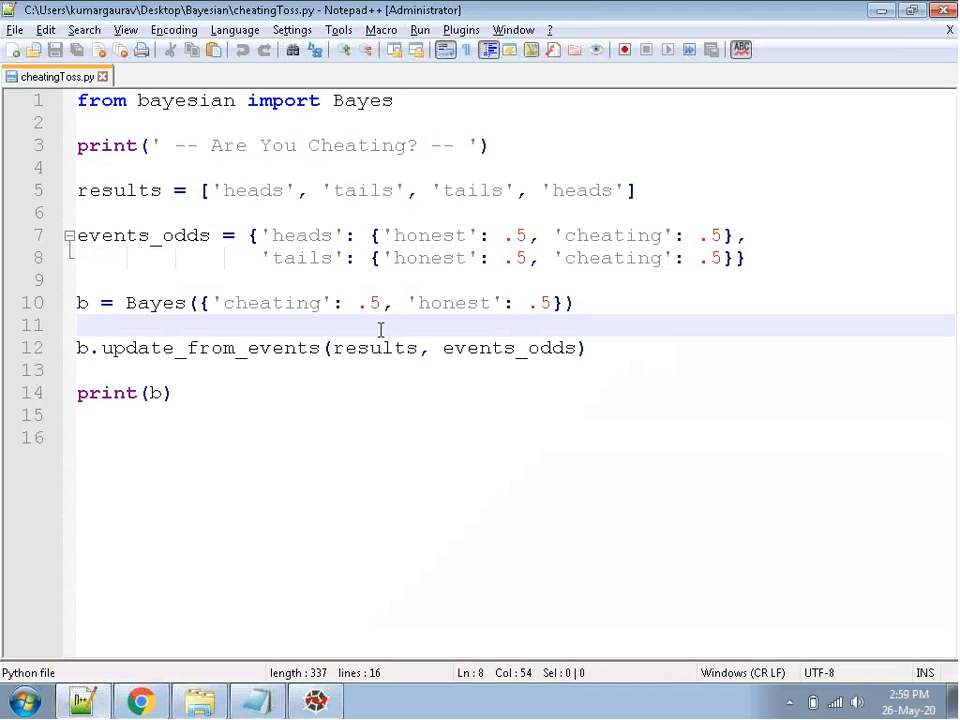 C:\Users\kumargaurav\Desktop\Bayesian\cheatingToss.py - Notepad++ [Administrator]
File Edit Search View Encoding Language Settings Tools Macro Run Plugins Window ? X
cheatingToss.py
1 from bayesian import Bayes
2
3 print(' -- Are You Cheating? -- ')
4
5 results = ['heads', 'tails', 'tails', 'heads']
6
7 events_odds = {'heads': {'honest': .5, 'cheating': .5},
8 'tails': {'honest': .5, 'cheating': .5}}
9
10 b = Bayes({'cheating': .5, 'honest': .5})
11
12 b.update_from_events(results, events_odds)
13
14 print(b)
15
16
Python file length : 337 lines : 16 Ln : 8 Col : 54 Sel : 0 | 0 Windows (CR LF) UTF-8 INS
2:59 PM
26-May-20